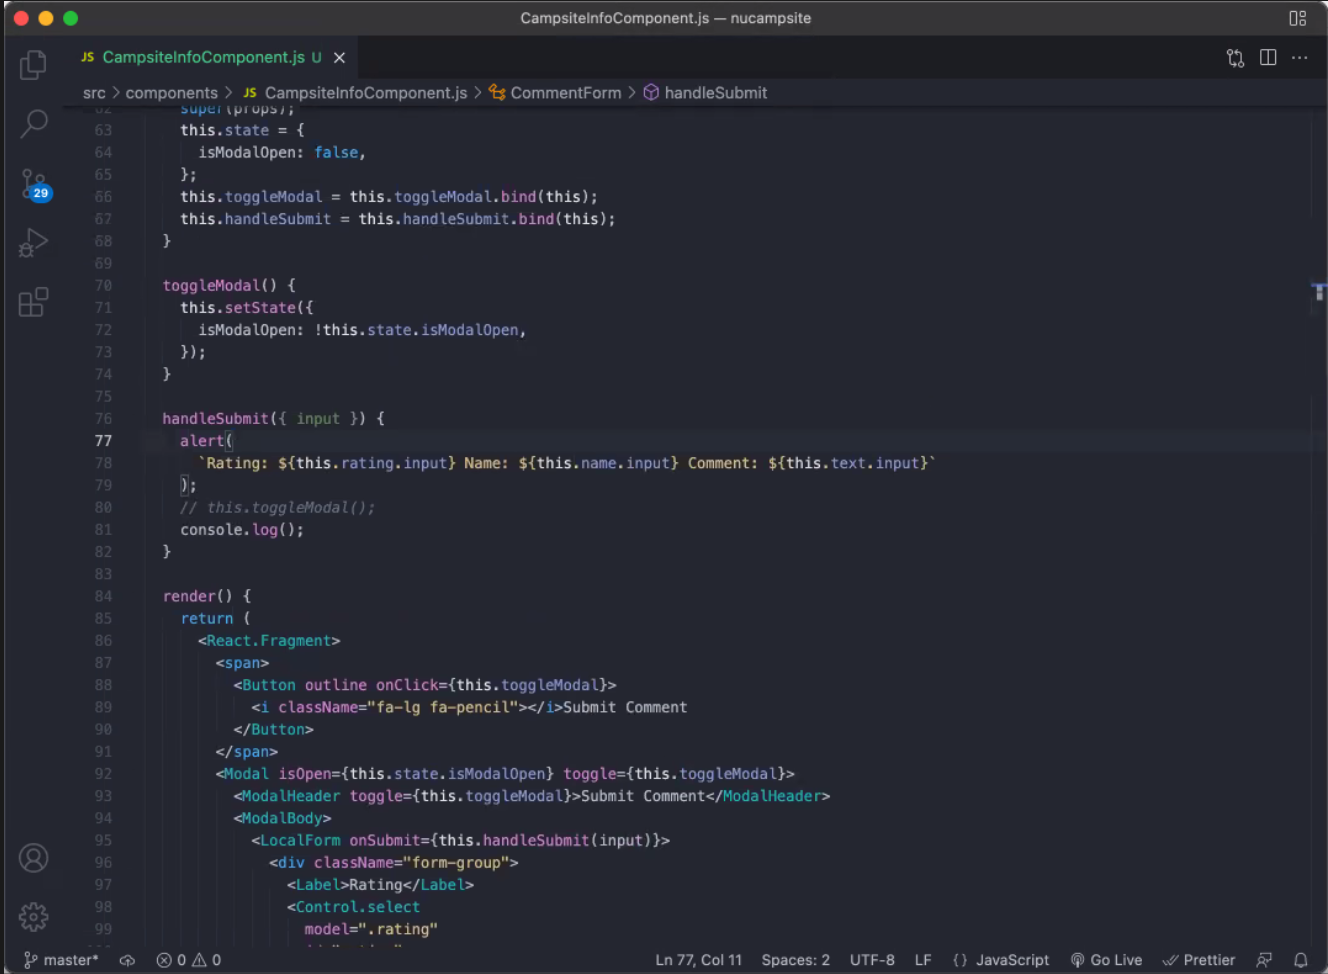 CampsiteInfoComponent.js — nucampsite
JS CampsiteInfoComponent.js U
src > components > JS CampsiteInfoComponent.js > CommentForm > handleSubmit
29
62 super(props);
63 this.state = {
64 isModalOpen: false,
65 };
66 this.toggleModal = this.toggleModal.bind(this);
67 this.handleSubmit = this.handleSubmit.bind(this);
68 }
69
70 toggleModal() {
71 this.setState({
72 isModalOpen: !this.state.isModalOpen,
73 });
74 }
75
76 handleSubmit({ input }) {
77 alert(
78 `Rating: ${this.rating.input} Name: ${this.name.input} Comment: ${this.text.input}`
79 );
80 // this.toggleModal();
81 console.log();
82 }
83
84 render() {
85 return (
86 <React.Fragment>
87 <span>
88 <Button outline onClick={this.toggleModal}>
89 <i className="fa-lg fa-pencil"></i>Submit Comment
90 </Button>
91 </span>
92 <Modal isOpen={this.state.isModalOpen} toggle={this.toggleModal}>
93 <ModalHeader toggle={this.toggleModal}>Submit Comment</ModalHeader>
94 <ModalBody>
95 <LocalForm onSubmit={this.handleSubmit(input)}>
96 <div className="form-group">
97 <Label>Rating</Label>
98 <Control.select
99 model=".rating"
master* 0 0 Ln 77, Col 11 Spaces: 2 UTF-8 LF {} JavaScript Go Live Prettier